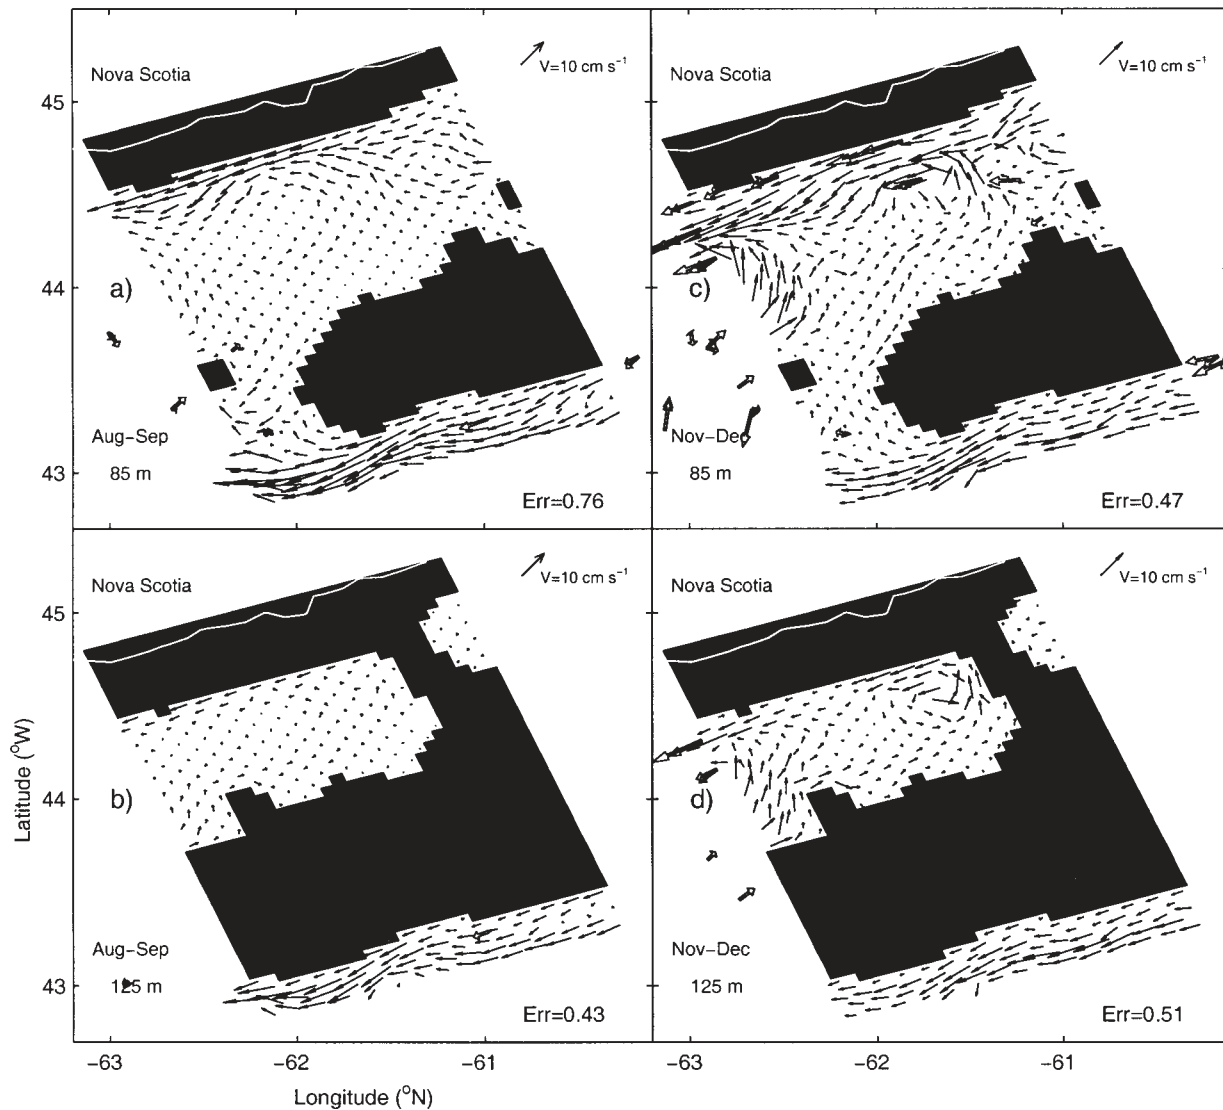 Nova Scotia
V=10 cm s⁻¹
45
a)
44
Aug-Sep
85 m
43
Err=0.76
Nova Scotia
V=10 cm s⁻¹
c)
Nov-Dec
85 m
Err=0.47
Nova Scotia
V=10 cm s⁻¹
45
b)
44
Aug-Sep
125 m
43
Err=0.43
Nova Scotia
V=10 cm s⁻¹
d)
Nov-Dec
125 m
Err=0.51
Latitude (°W)
-63
-62
-61
-63
-62
-61
Longitude (°N)